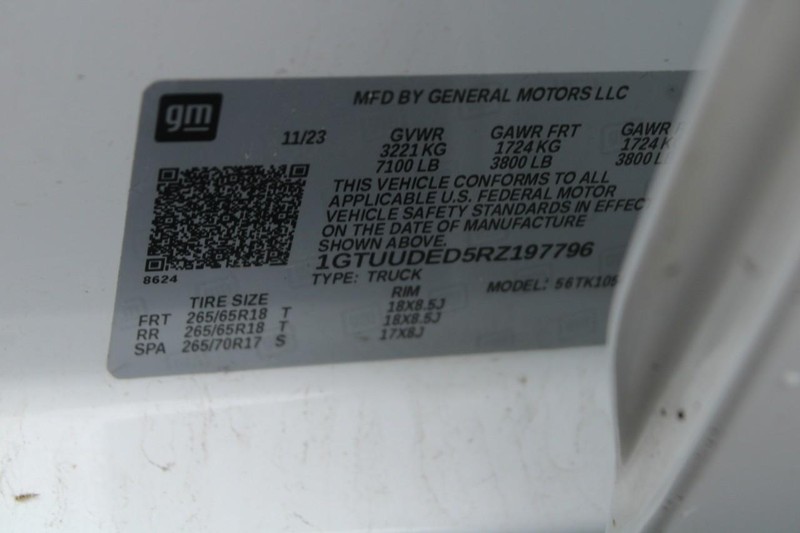 gm
MFD BY GENERAL MOTORS LLC
11/23 GVWR GAWR FRT GAWR
3221 KG 1724 KG 1724
7100 LB 3800 LB 3800
THIS VEHICLE CONFORMS TO ALL
APPLICABLE U.S. FEDERAL MOTOR
VEHICLE SAFETY STANDARDS IN EFFEC
ON THE DATE OF MANUFACTURE
SHOWN ABOVE.
1GTUUDED5RZ197796
8624
TYPE: TRUCK MODEL: 56TK105
TIRE SIZE RIM
FRT 265/65R18 T 18X8.5J
RR 265/65R18 T 18X8.5J
SPA 265/70R17 S 17X8J